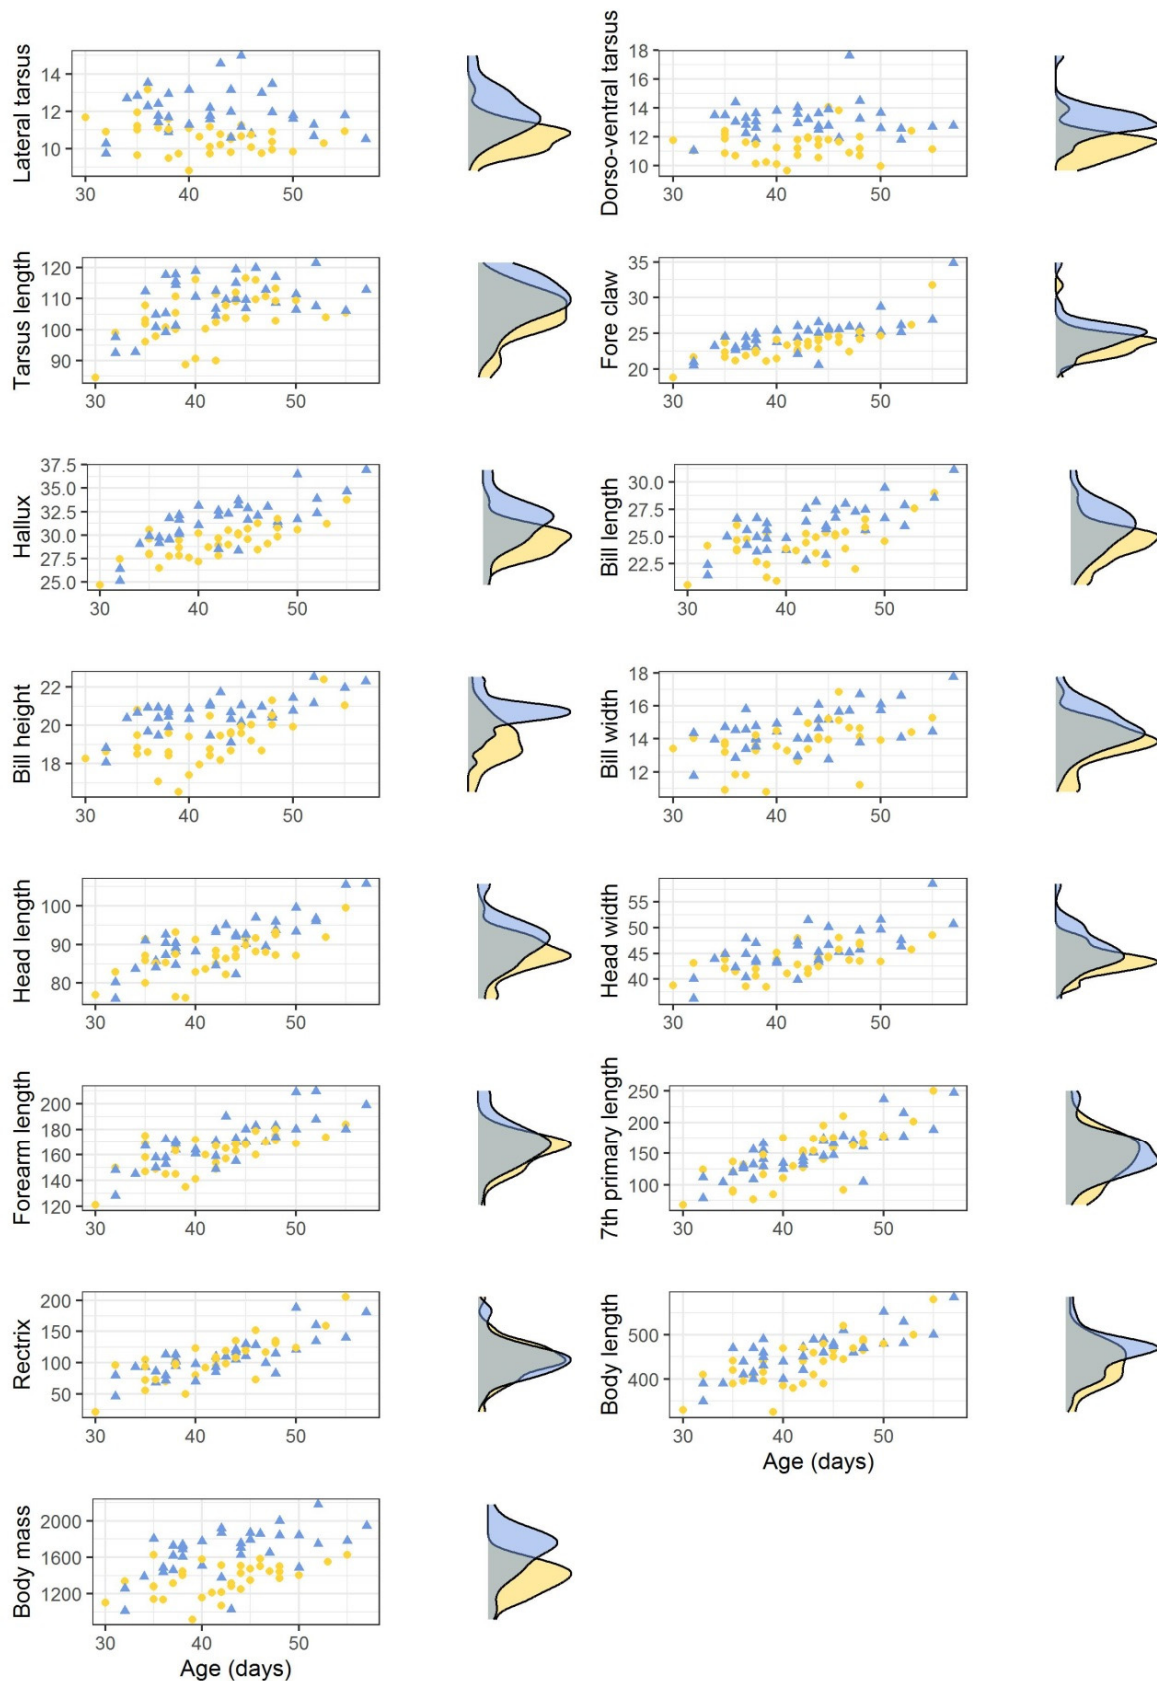 Lateral tarsus
14
12
10
30 40 50
Dorso-ventral tarsus
18
16
14
12
10
30 40 50
Tarsus length
120
110
100
90
30 40 50
Fore claw
35
30
25
20
30 40 50
Hallux
37.5
35.0
32.5
30.0
27.5
25.0
30 40 50
Bill length
30.0
27.5
25.0
22.5
30 40 50
Bill height
22
20
18
30 40 50
Bill width
18
16
14
12
30 40 50
Head length
100
90
80
30 40 50
Head width
55
50
45
40
30 40 50
Forearm length
200
180
160
140
120
30 40 50
7th primary length
250
200
150
100
30 40 50
Rectrix
200
150
100
50
30 40 50
Body length
500
400
30 40 50
Age (days)
Body mass
2000
1600
1200
30 40 50
Age (days)